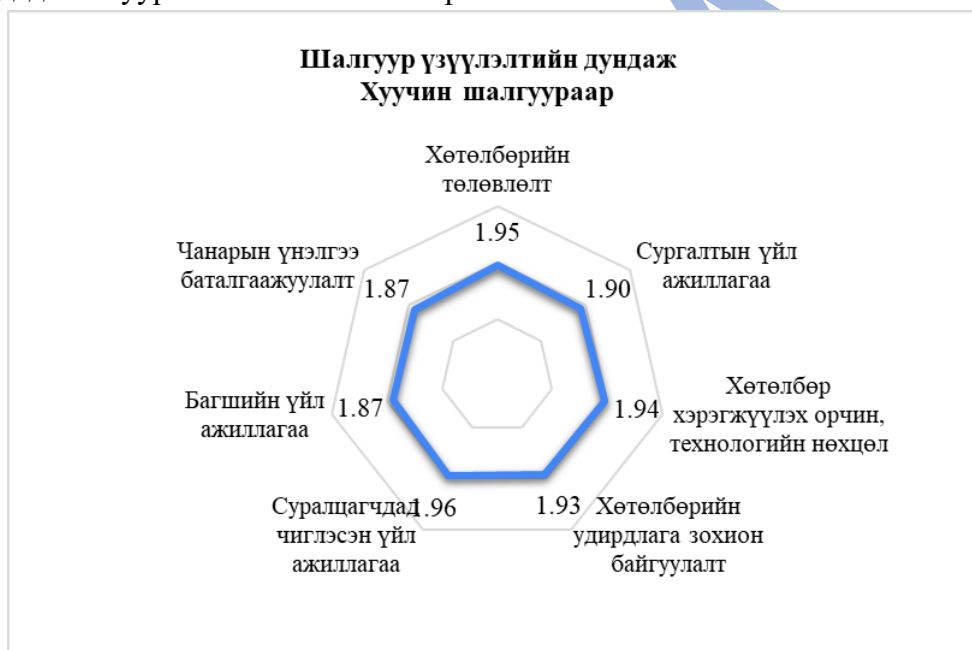 Шалгуур үзүүлэлтийн дундаж
Хуучин шалгуураар
Хөтөлбөрийн
төлөвлөлт
1.95
Сургалтын үйл
ажиллагаа
1.90
Хөтөлбөр
хэрэгжүүлэх орчин,
технологийн нөхцөл
1.94
Хөтөлбөрийн
удирдлага зохион
байгуулалт
1.93
Суралцагчдад
чиглэсэн үйл
ажиллагаа
1.96
Багшийн үйл
ажиллагаа
1.87
Чанарын үнэлгээ
баталгаажуулалт
1.87